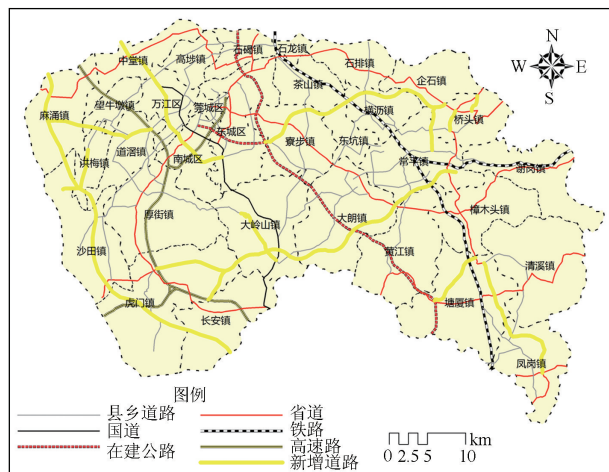 N
W E
S
中堂镇
高埗镇
石碣镇
石龙镇
石排镇
企石镇
茶山镇
望牛墩镇
万江区
莞城区
横沥镇
桥头镇
麻涌镇
道滘镇
东城区
寮步镇
东坑镇
洪梅镇
南城区
常平镇
谢岗镇
厚街镇
大岭山镇
大朗镇
樟木头镇
沙田镇
黄江镇
清溪镇
虎门镇
长安镇
塘厦镇
凤岗镇
图例
县乡道路 省道
国道 铁路
在建公路 高速路
新增道路
km
0 2.5 5 10